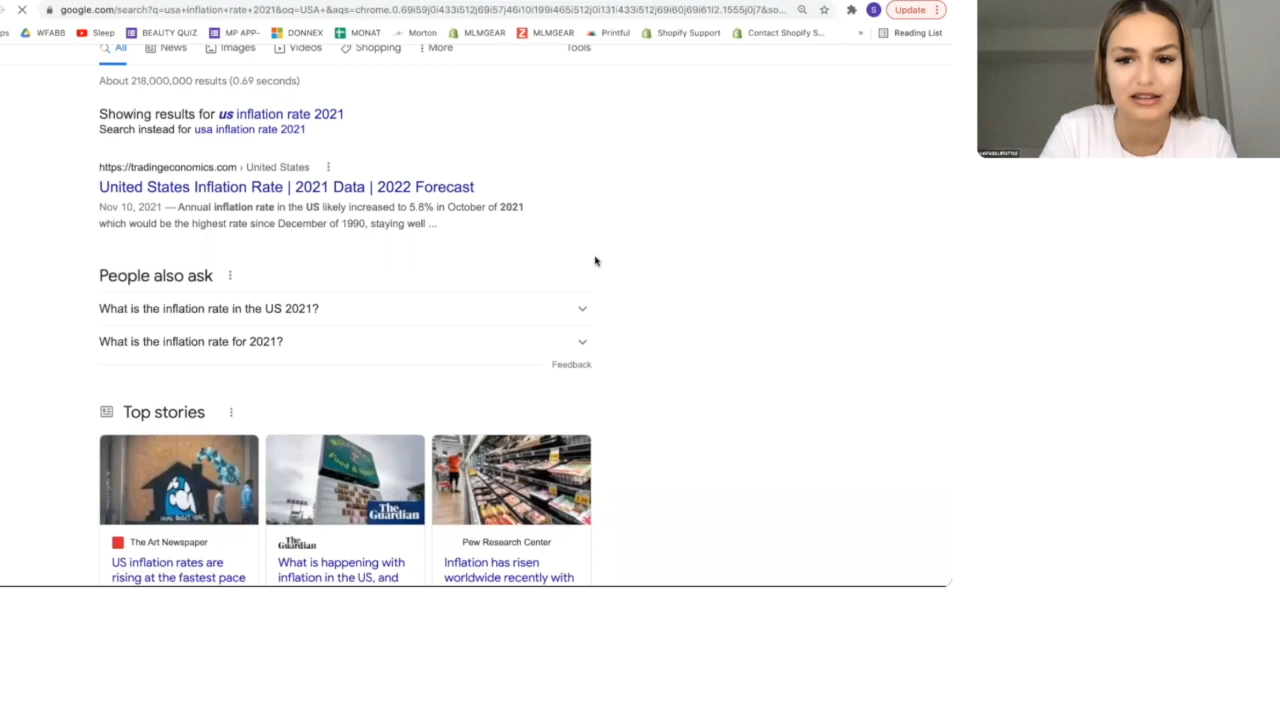 google.com/search?q=usa+inflation+rate+2021&oq=USA+&aqs=chrome.0.69i59j0i433i512j69i57j46i10i199i465i512j0i131i433i512j69i60j69i61l2.1555j0j7&so...
Update
WFABB Sleep BEAUTY QUIZ MP APP- DONNEX MONAT Morton MLMGEAR Printful MLMGEAR Shopify Support Contact Shopify S... » Reading List
All News Images Videos Shopping More Tools
About 218,000,000 results (0.69 seconds)
Showing results for us inflation rate 2021
Search instead for usa inflation rate 2021
https://tradingeconomics.com › United States
United States Inflation Rate | 2021 Data | 2022 Forecast
Nov 10, 2021 — Annual inflation rate in the US likely increased to 5.8% in October of 2021
which would be the highest rate since December of 1990, staying well ...
People also ask
What is the inflation rate in the US 2021?
What is the inflation rate for 2021?
Feedback
Top stories
The Guardian
The Art Newspaper
The Guardian
Pew Research Center
US inflation rates are
rising at the fastest pace
What is happening with
inflation in the US, and
Inflation has risen
worldwide recently with